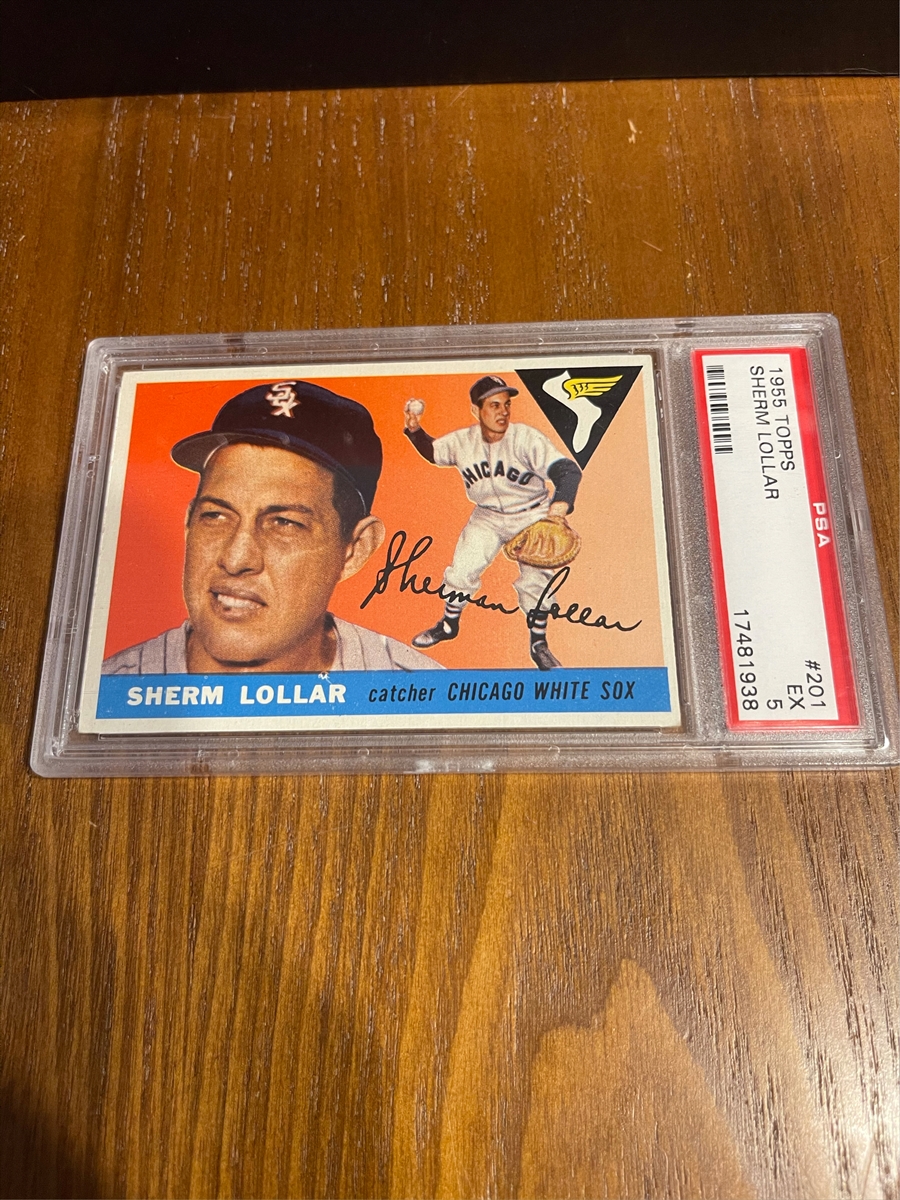 SOX
CHICAGO
Sherman Lollar
SHERM LOLLAR catcher CHICAGO WHITE SOX
1955 TOPPS #201
SHERM LOLLAR EX 5
PSA 17481938